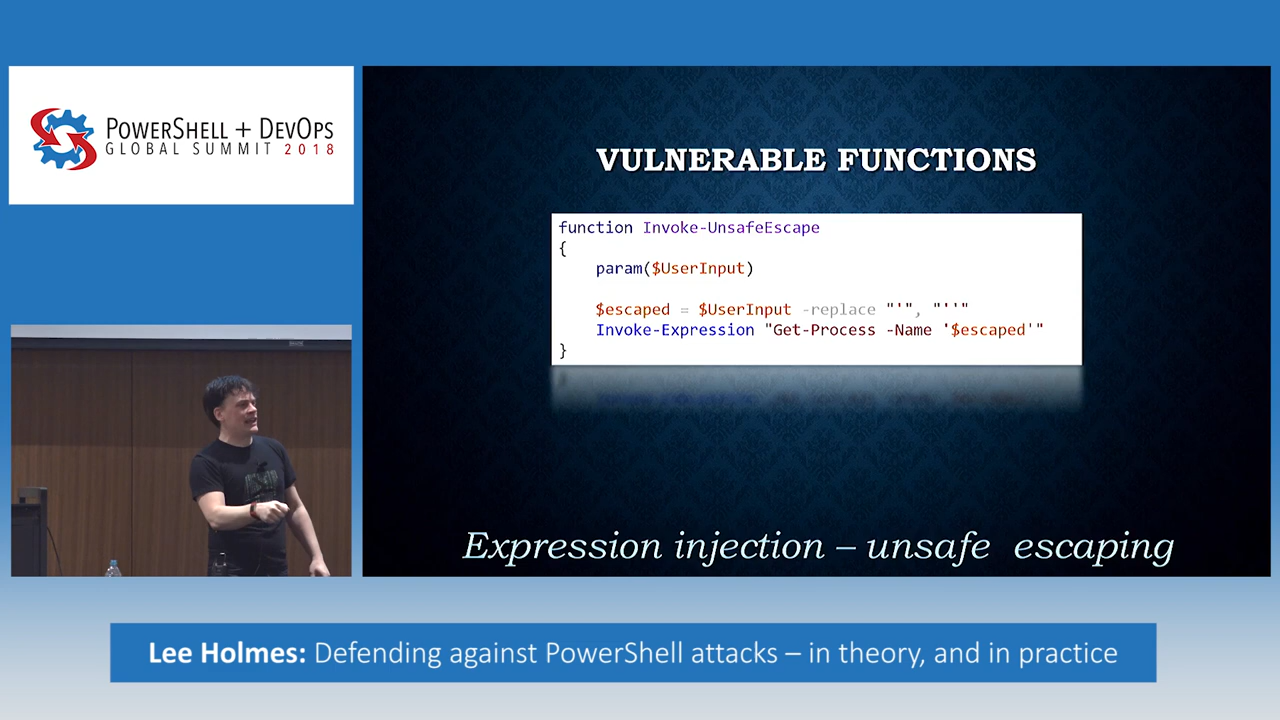 POWERSHELL + DEVOPS
GLOBAL SUMMIT 2018
VULNERABLE FUNCTIONS
function Invoke-UnsafeEscape
{
    param($UserInput)
    $escaped = $UserInput -replace "'", "''"
    Invoke-Expression "Get-Process -Name '$escaped'"
}
Expression injection – unsafe escaping
Lee Holmes: Defending against PowerShell attacks – in theory, and in practice